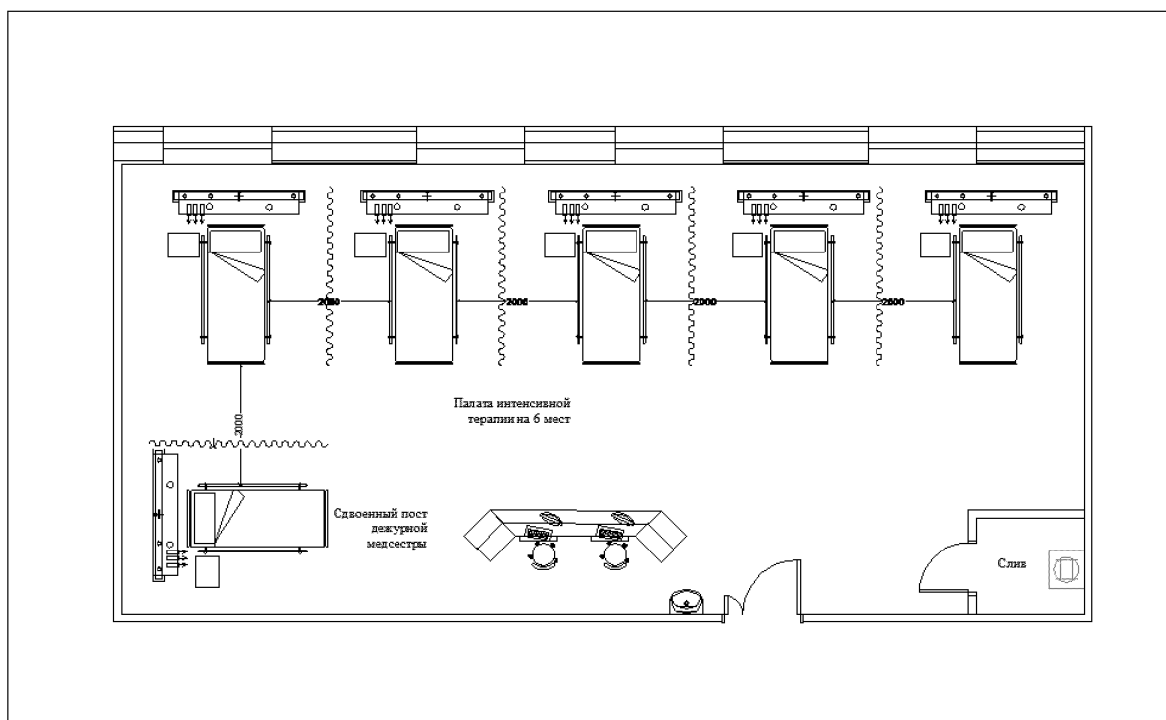 2000
2000
2000
2000
2000
Палата интенсивной
терапии на 6 мест
Сдвоенный пост
дежурной
медсестры
Слив